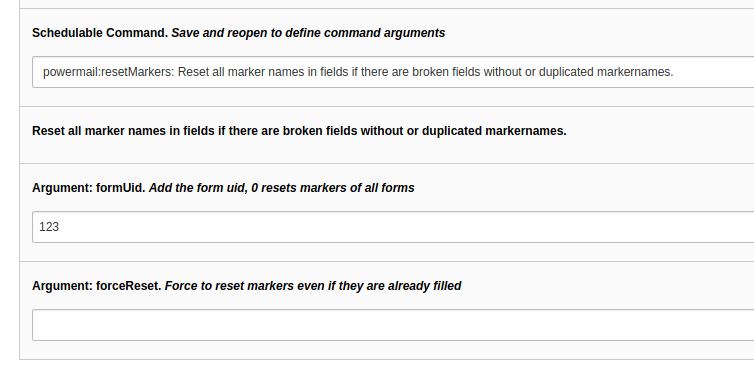 Schedulable Command. Save and reopen to define command arguments
powermail:resetMarkers: Reset all marker names in fields if there are broken fields without or duplicated markernames.
Reset all marker names in fields if there are broken fields without or duplicated markernames.
Argument: formUid. Add the form uid, 0 resets markers of all forms
123
Argument: forceReset. Force to reset markers even if they are already filled